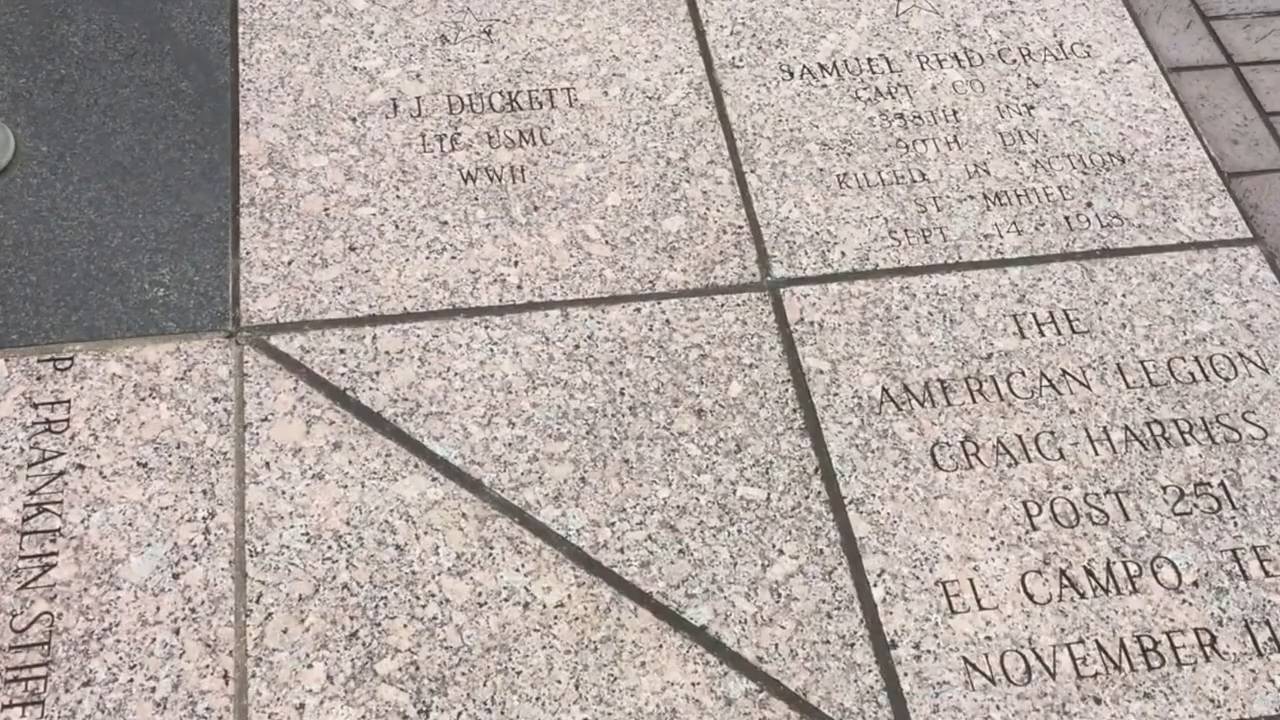 J.J. DUCKETT
LTC. USMC
WWII
SAMUEL REID CRAIG
CAPT CO A
358TH INF
90TH DIV
KILLED IN ACTION
ST MIHIEL
SEPT 14 1918
THE
AMERICAN LEGION
CRAIG-HARRISS
POST 251
EL CAMPO, TE
NOVEMBER 11
P. FRANKLIN STIFF